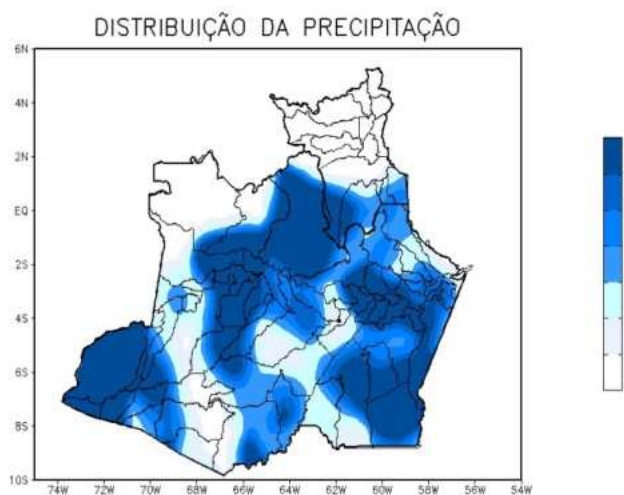 DISTRIBUIÇÃO DA PRECIPITAÇÃO
6N
4N
2N
EQ
2S
4S
6S
8S
10S
74W 72W 70W 68W 66W 64W 62W 60W 58W 56W 54W